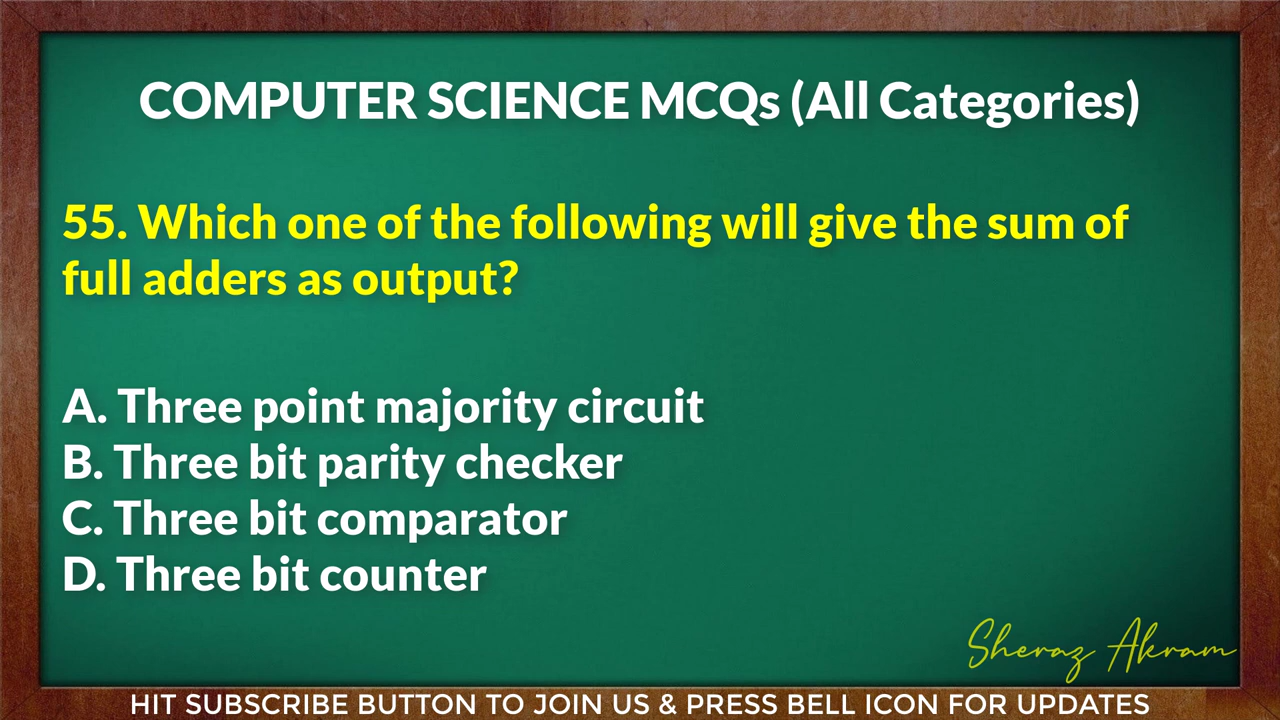 COMPUTER SCIENCE MCQs (All Categories)
55. Which one of the following will give the sum of
full adders as output?
A. Three point majority circuit
B. Three bit parity checker
C. Three bit comparator
D. Three bit counter
Sheraz Akram
HIT SUBSCRIBE BUTTON TO JOIN US & PRESS BELL ICON FOR UPDATES